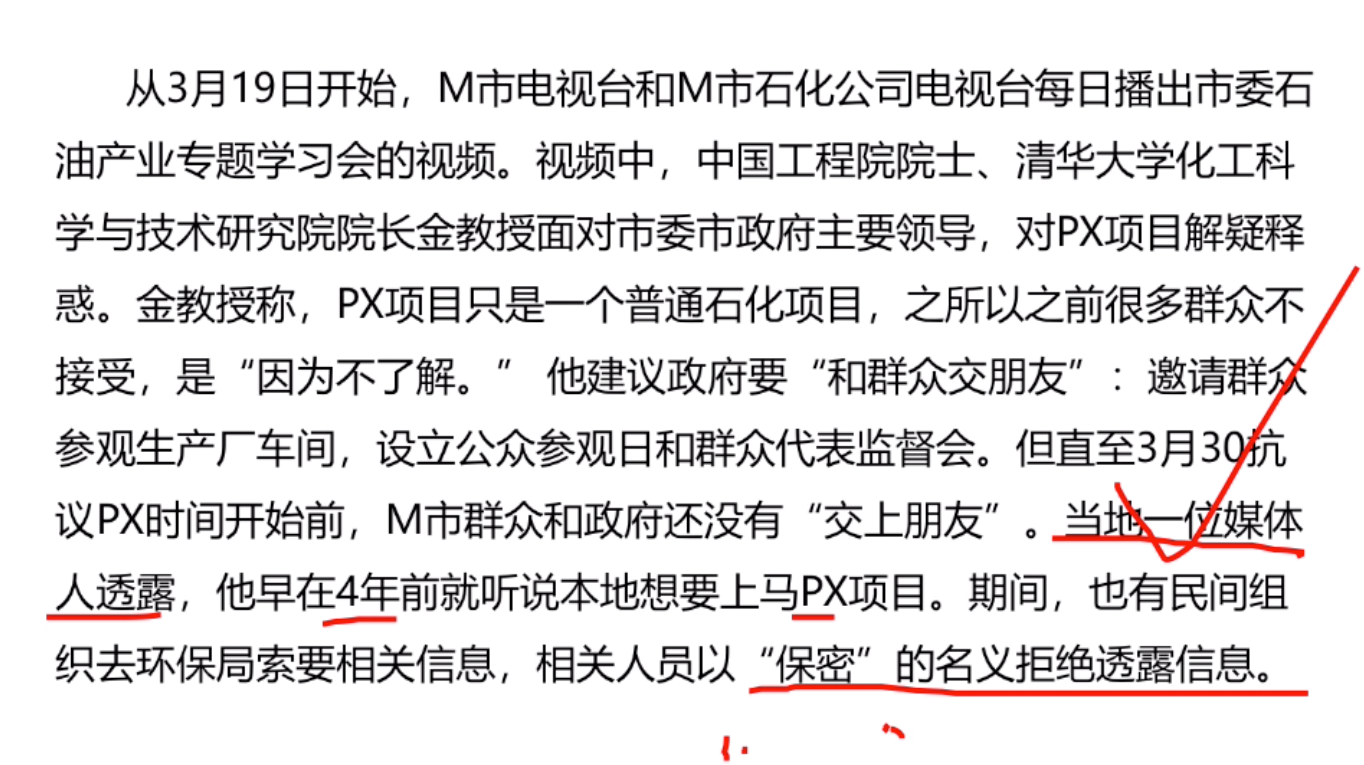 从3月19日开始，M市电视台和M市石化公司电视台每日播出市委石
油产业专题学习会的视频。视频中，中国工程院院士、清华大学化工科
学与技术研究院院长金教授面对市委市政府主要领导，对PX项目解疑释
惑。金教授称，PX项目只是一个普通石化项目，之所以之前很多群众不
接受，是“因为不了解。” 他建议政府要“和群众交朋友”：邀请群众
参观生产厂车间，设立公众参观日和群众代表监督会。但直至3月30抗
议PX时间开始前，M市群众和政府还没有“交上朋友”。当地一位媒体
人透露，他早在4年前就听说本地想要上马PX项目。期间，也有民间组
织去环保局索要相关信息，相关人员以“保密”的名义拒绝透露信息。